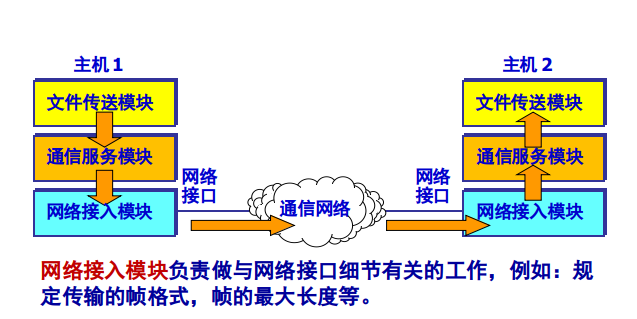 主机 1
主机 2
文件传送模块
文件传送模块
通信服务模块
通信服务模块
网络
接口
网络
接口
网络接入模块
通信网络
网络接入模块
网络接入模块负责做与网络接口细节有关的工作，例如：规
定传输的帧格式，帧的最大长度等。